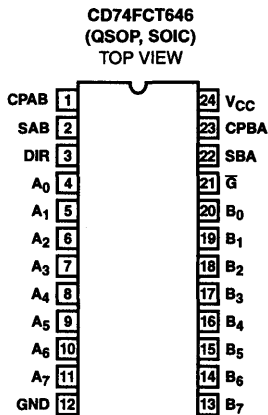 CD74FCT646
(QSOP, SOIC)
TOP VIEW
CPAB 1 24 VCC
SAB 2 23 CPBA
DIR 3 22 SBA
A0 4 21 G̅
A1 5 20 B0
A2 6 19 B1
A3 7 18 B2
A4 8 17 B3
A5 9 16 B4
A6 10 15 B5
A7 11 14 B6
GND 12 13 B7